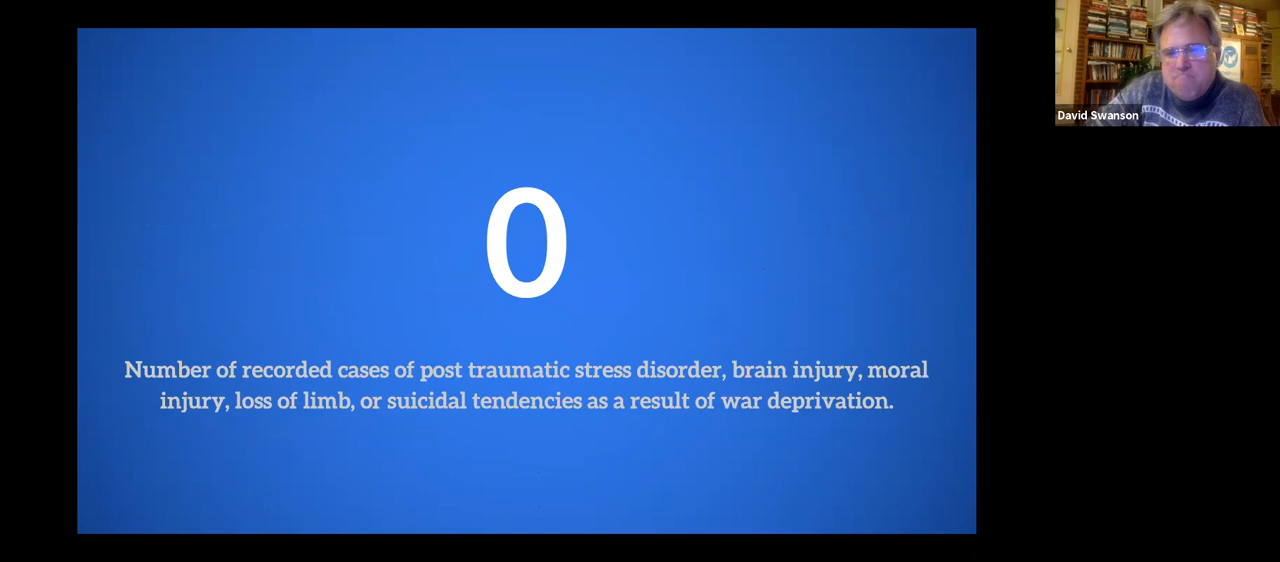 0
Number of recorded cases of post traumatic stress disorder, brain injury, moral
injury, loss of limb, or suicidal tendencies as a result of war deprivation.
David Swanson